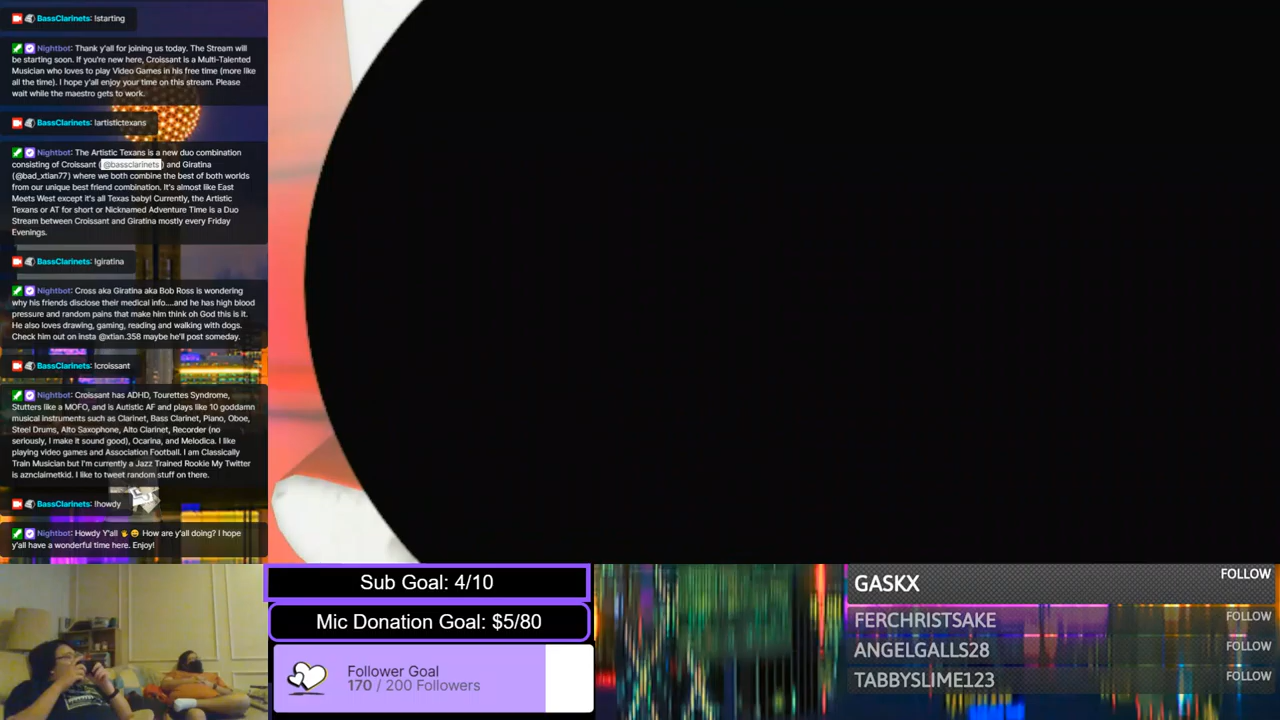 BassClarinets: !starting
Nightbot: Thank y'all for joining us today. The Stream will
be starting soon. If you're new here, Croissant is a Multi-Talented
Musician who loves to play Video Games in his free time (more like
all the time). I hope y'all enjoy your time on this stream. Please
wait while the maestro gets to work.
BassClarinets: !artistictexans
Nightbot: The Artistic Texans is a new duo combination
consisting of Croissant ( @bassclarinets ) and Giratina
(@bad_xtian77) where we both combine the best of both worlds
from our unique best friend combination. It's almost like East
Meets West except it's all Texas baby! Currently, the Artistic
Texans or AT for short or Nicknamed Adventure Time is a Duo
Stream between Croissant and Giratina mostly every Friday
Evenings.
BassClarinets: !giratina
Nightbot: Cross aka Giratina aka Bob Ross is wondering
why his friends disclose their medical info....and he has high blood
pressure and random pains that make him think oh God this is it.
He also loves drawing, gaming, reading and walking with dogs.
Check him out on insta @xtian.358 maybe he'll post someday.
BassClarinets: !croissant
Nightbot: Croissant has ADHD, Tourettes Syndrome,
Stutters like a MOFO, and is Autistic AF and plays like 10 goddamn
musical instruments such as Clarinet, Bass Clarinet, Piano, Oboe,
Steel Drums, Alto Saxophone, Alto Clarinet, Recorder (no
seriously, I make it sound good), Ocarina, and Melodica. I like
playing video games and Association Football. I am Classically
Train Musician but I'm currently a Jazz Trained Rookie My Twitter
is aznclairnetkid. I like to tweet random stuff on there.
BassClarinets: !howdy
Nightbot: Howdy Y'all 🖐 😄 How are y'all doing? I hope
y'all have a wonderful time here. Enjoy!
Sub Goal: 4/10
Mic Donation Goal: $5/80
Follower Goal
170 / 200 Followers
GASKX FOLLOW
FERCHRISTSAKE FOLLOW
ANGELGALLS28 FOLLOW
TABBYSLIME123 FOLLOW